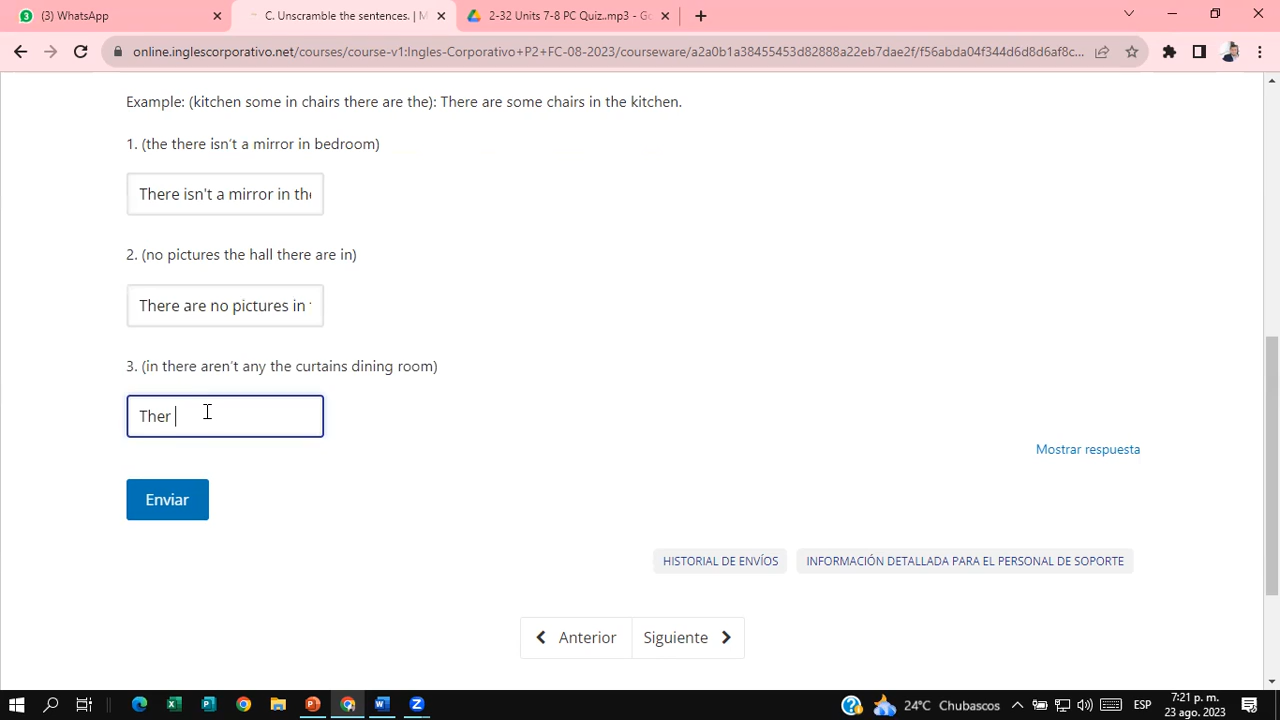 (3) WhatsApp
C. Unscramble the sentences. | M
2-32 Units 7-8 PC Quiz..mp3 - Go
online.inglescorporativo.net/courses/course-v1:Ingles-Corporativo+P2+FC-08-2023/courseware/a2a0b1a38455453d82888a22eb7dae2f/f56abda04f344d6d8d6af8c...
Example: (kitchen some in chairs there are the): There are some chairs in the kitchen.
1. (the there isn’t a mirror in bedroom)
There isn't a mirror in the
2. (no pictures the hall there are in)
There are no pictures in
3. (in there aren’t any the curtains dining room)
Ther
Mostrar respuesta
Enviar
HISTORIAL DE ENVÍOS
INFORMACIÓN DETALLADA PARA EL PERSONAL DE SOPORTE
Anterior
Siguiente
24°C Chubascos
ESP
7:21 p. m.
23 ago. 2023